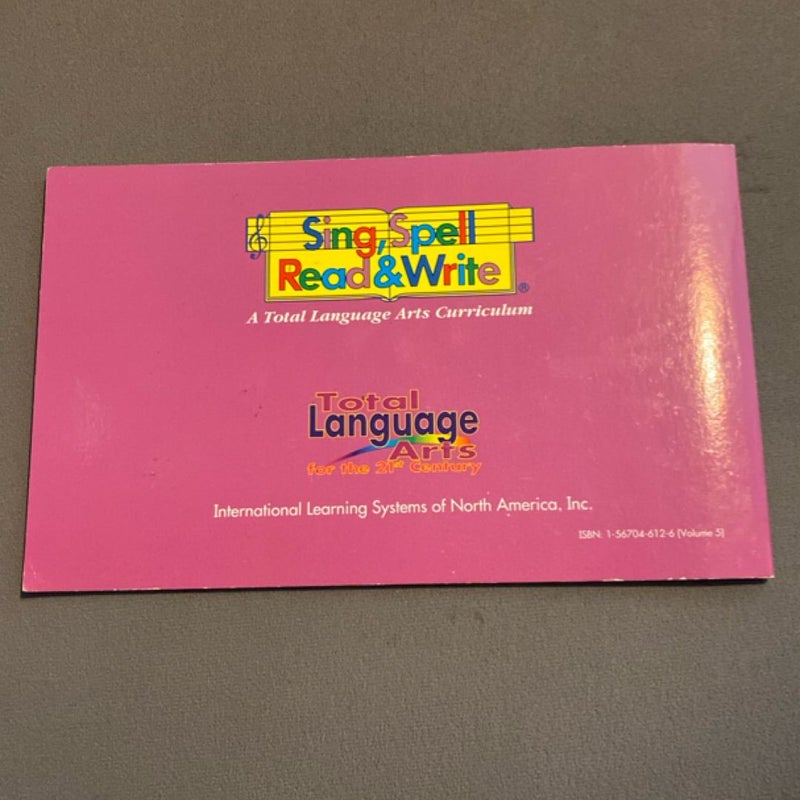 Sing, Spell
Read & Write
®
A Total Language Arts Curriculum
Total
Language
Arts
for the 21st Century
International Learning Systems of North America, Inc.
ISBN: 1-56704-612-6 (Volume 5)